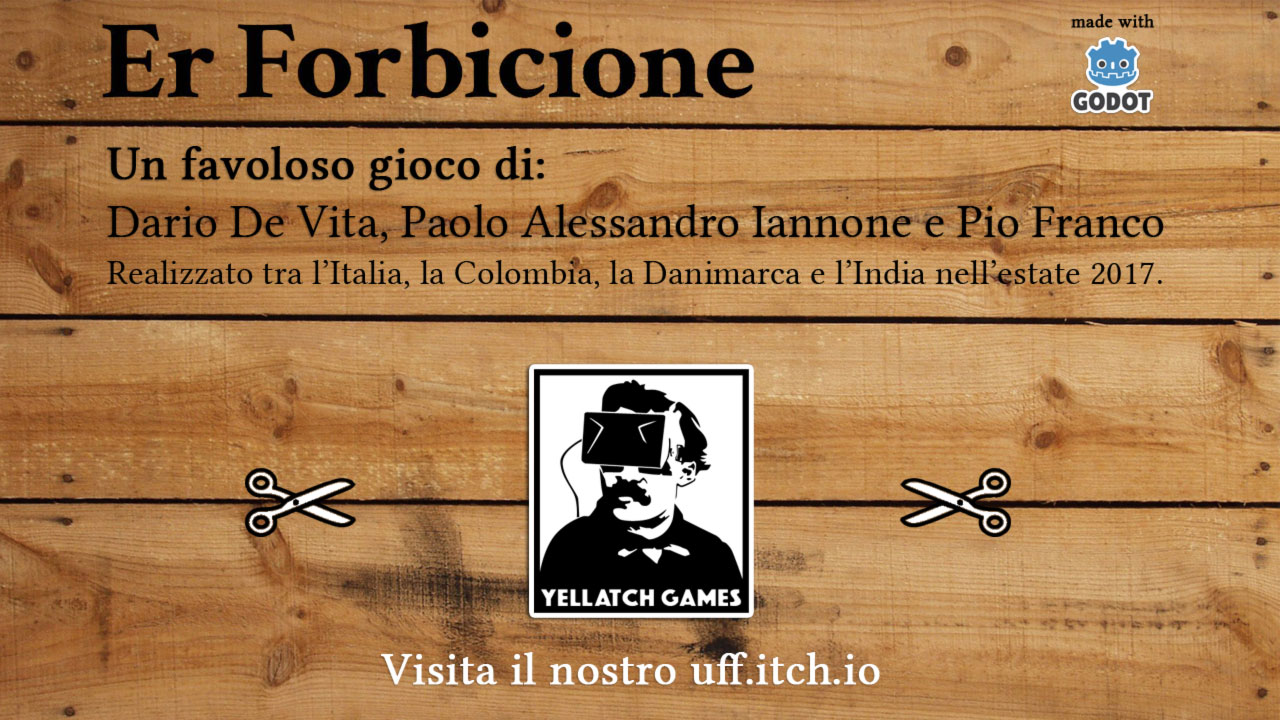 Er Forbicione
made with
GODOT
Un favoloso gioco di:
Dario De Vita, Paolo Alessandro Iannone e Pio Franco
Realizzato tra l’Italia, la Colombia, la Danimarca e l’India nell’estate 2017.
YELLATCH GAMES
Visita il nostro uff.itch.io